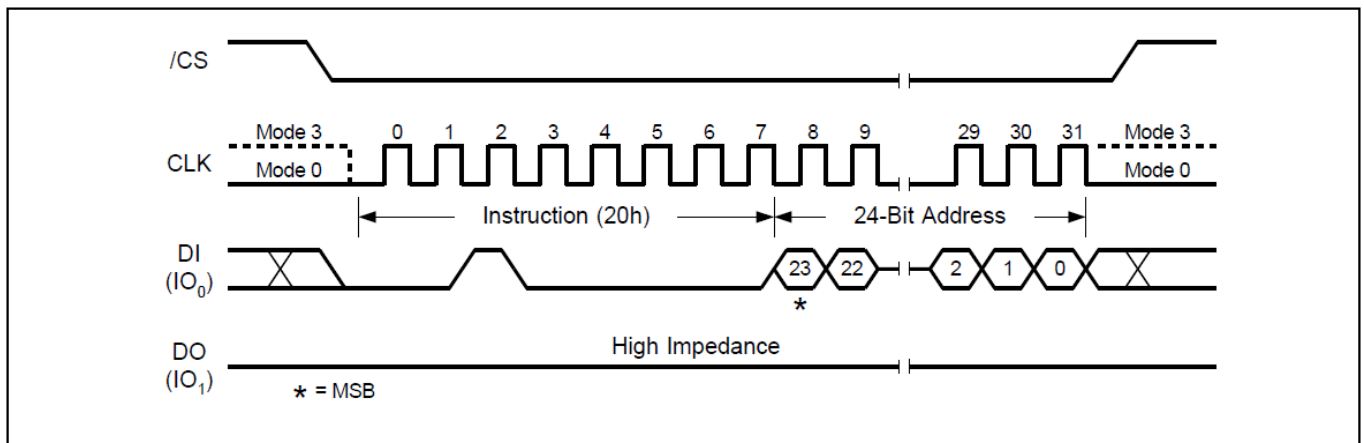 /CS
Mode 3 0 1 2 3 4 5 6 7 8 9 29 30 31 Mode 3
CLK
Mode 0 Mode 0
Instruction (20h) 24-Bit Address
DI
(IO₀)
23 22 2 1 0
*
DO
(IO₁)
High Impedance
* = MSB